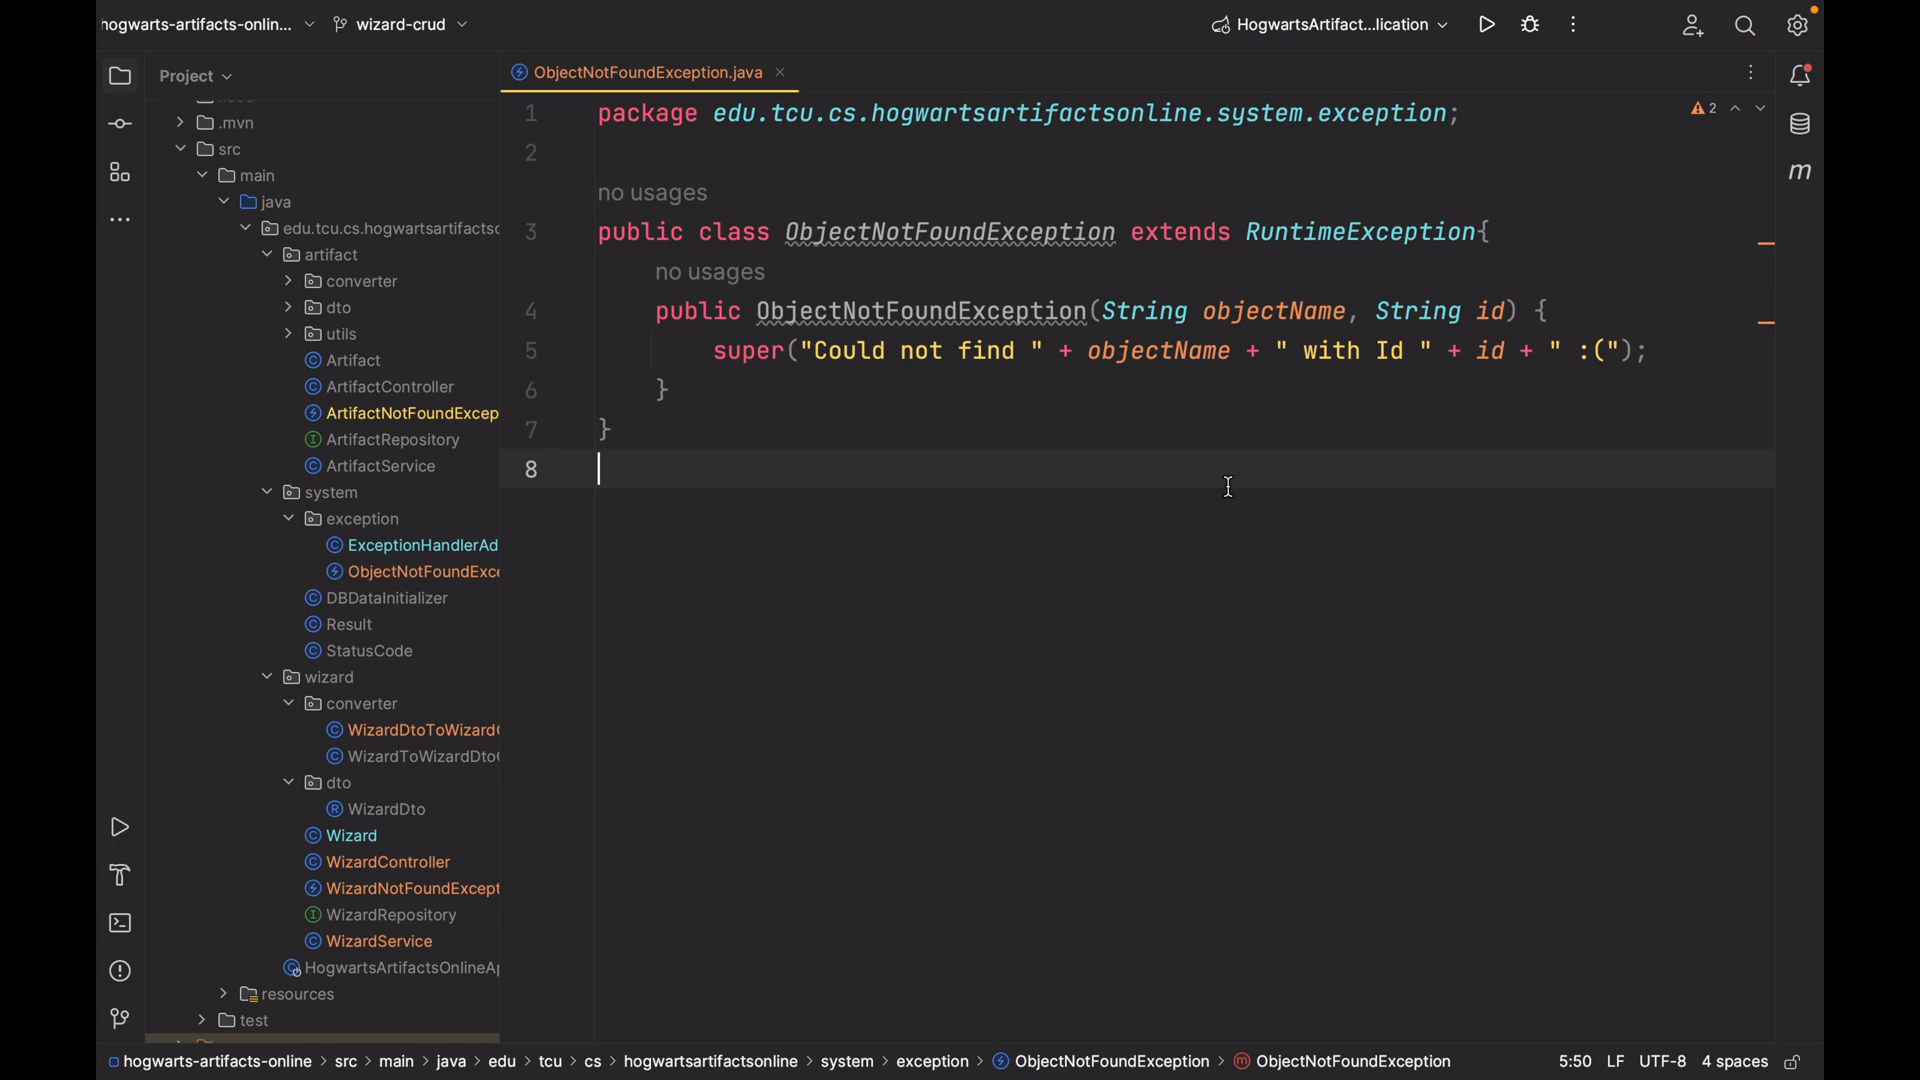 hogwarts-artifacts-onlin...
wizard-crud
HogwartsArtifact...lication
Project
ObjectNotFoundException.java
.mvn
src
main
java
edu.tcu.cs.hogwartsartifactsc
artifact
converter
dto
utils
Artifact
ArtifactController
ArtifactNotFoundExcep
ArtifactRepository
ArtifactService
system
exception
ExceptionHandlerAd
ObjectNotFoundExce
DBDataInitializer
Result
StatusCode
wizard
converter
WizardDtoToWizard
WizardToWizardDto
dto
WizardDto
Wizard
WizardController
WizardNotFoundExcept
WizardRepository
WizardService
HogwartsArtifactsOnlineAp
resources
test
1 package edu.tcu.cs.hogwartsartifactsonline.system.exception;
2
no usages
3 public class ObjectNotFoundException extends RuntimeException{
no usages
4 public ObjectNotFoundException(String objectName, String id) {
5 super("Could not find " + objectName + " with Id " + id + " :(");
6 }
7 }
8
2
m
hogwarts-artifacts-online > src > main > java > edu > tcu > cs > hogwartsartifactsonline > system > exception > ObjectNotFoundException > ObjectNotFoundException
5:50 LF UTF-8 4 spaces